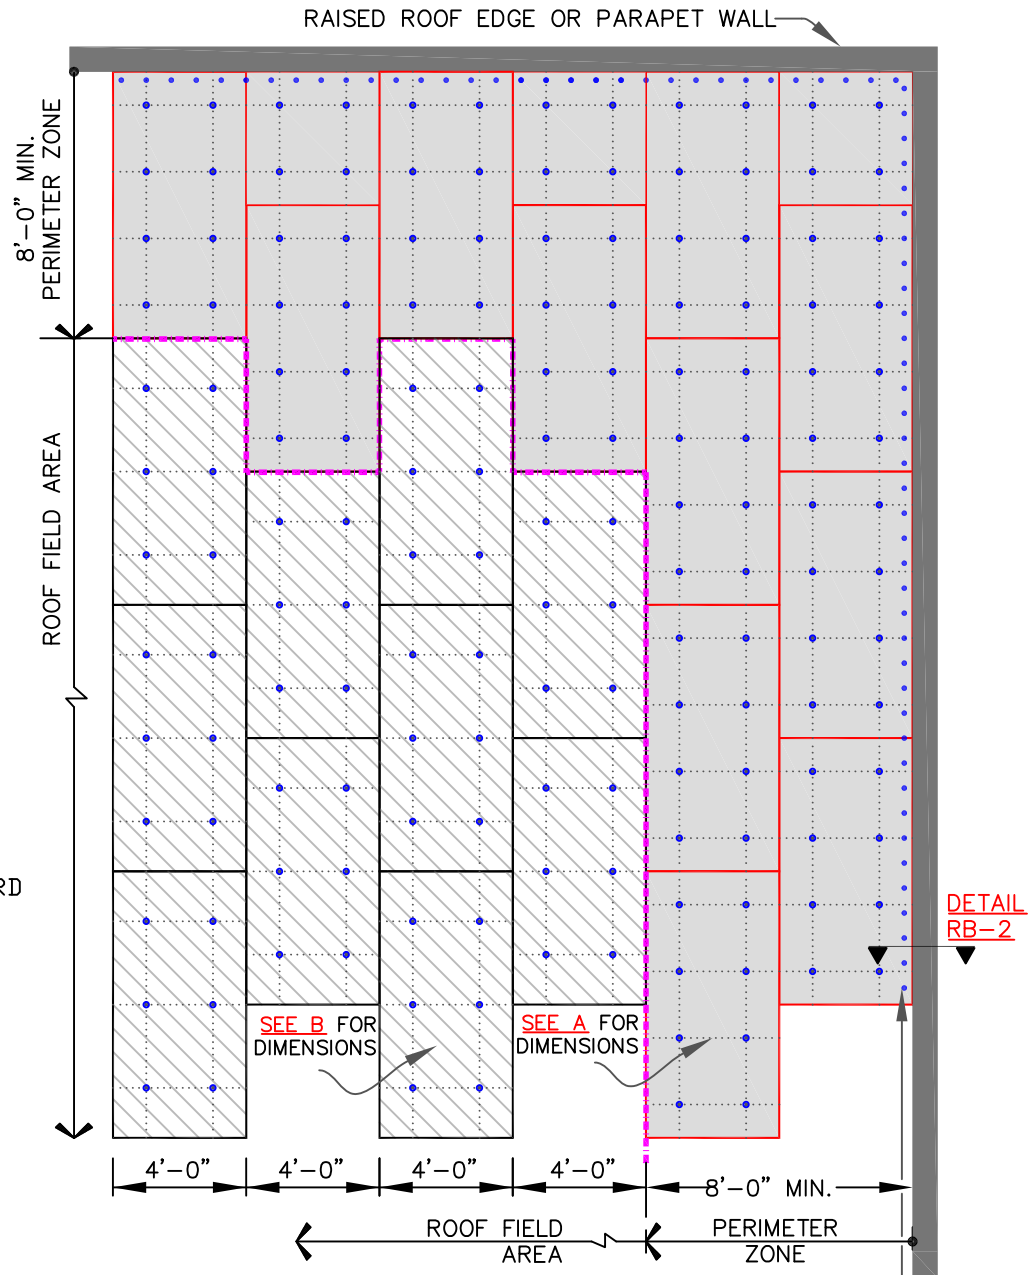 RAISED ROOF EDGE OR PARAPET WALL
8'-0" MIN.
PERIMETER ZONE
ROOF FIELD AREA
RD
DETAIL
RB-2
SEE B FOR
DIMENSIONS
SEE A FOR
DIMENSIONS
4'-0"
4'-0"
4'-0"
4'-0"
8'-0" MIN.
ROOF FIELD
AREA
PERIMETER
ZONE